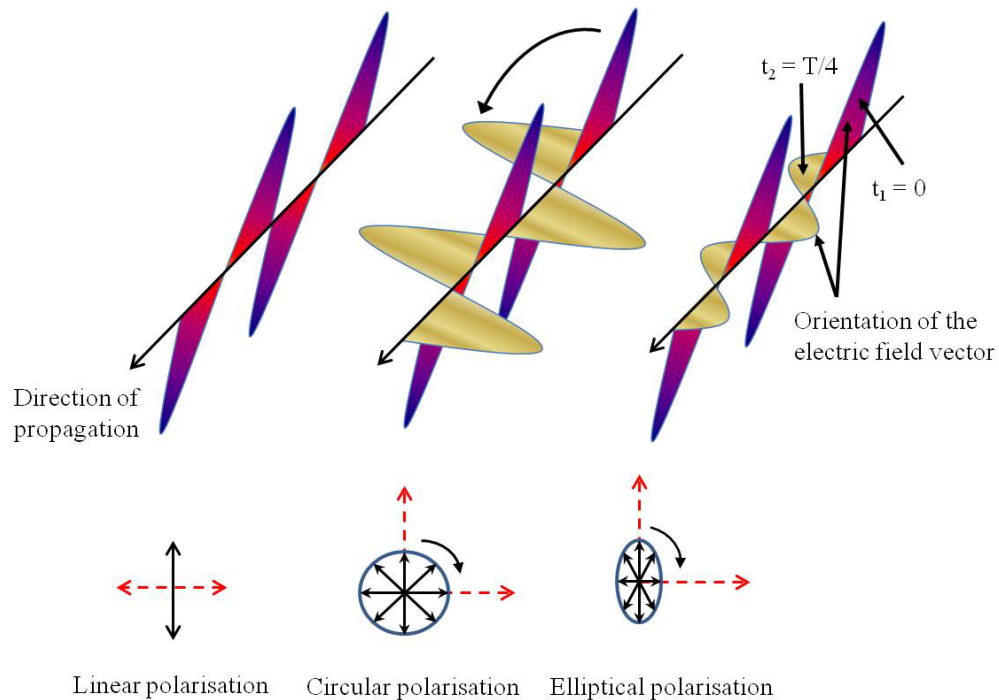 t₂ = T/4
t₁ = 0
Orientation of the
electric field vector
Direction of
propagation
Linear polarisation
Circular polarisation
Elliptical polarisation